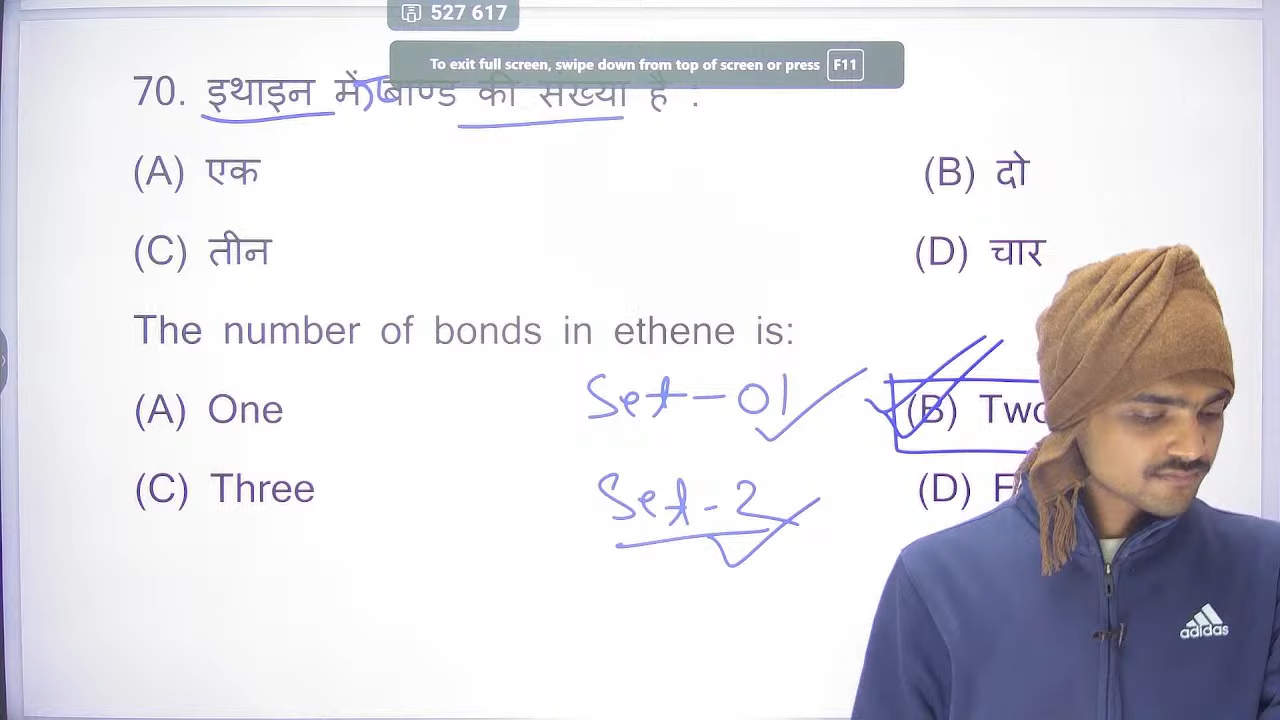 527 617
To exit full screen, swipe down from top of screen or press F11
70. इथाइन में बाण्ड की संख्या है :
(A) एक
(B) दो
(C) तीन
(D) चार
The number of bonds in ethene is:
Set-01
(A) One
(B) Two
Set-2
(C) Three
(D)
adidas